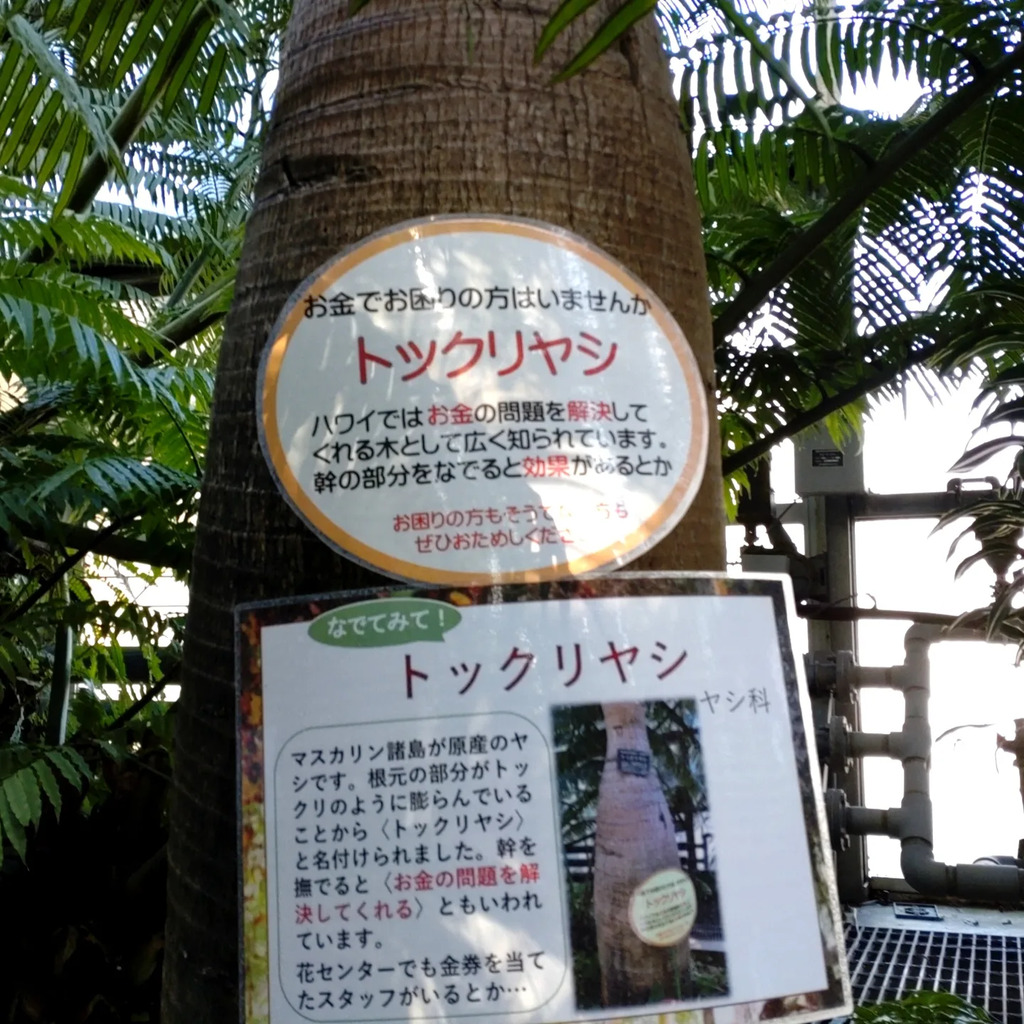 お金でお困りの方はいませんか
トックリヤシ
ハワイではお金の問題を解決して
くれる木として広く知られています。
幹の部分をなでると効果があるとか
お困りの方もそうで
ぜひおためしくださ
なでてみて！
トックリヤシ
ヤシ科
マスカリン諸島が原産のヤ
シです。根元の部分がトッ
クリのように膨らんでいる
ことから〈トックリヤシ〉
と名付けられました。幹を
撫でると〈お金の問題を解
決してくれる〉ともいわれ
ています。
花センターでも金券を当て
たスタッフがいるとか…
トックリヤシ